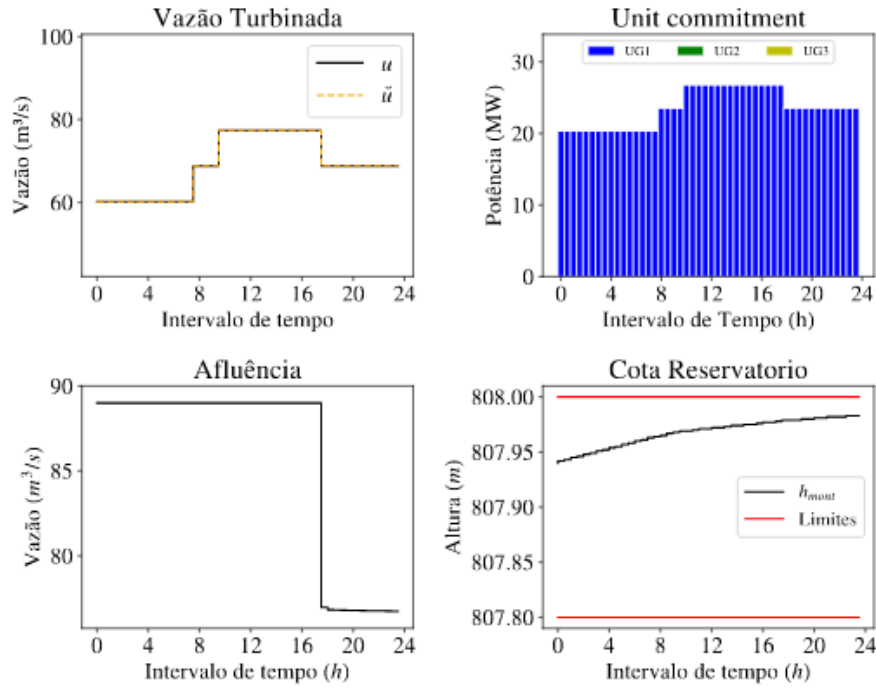 Vazão Turbinada
100
80
60
Vazão (m³/s)
u
ŭ
0 4 8 12 16 20 24
Intervalo de tempo
Unit commitment
UG1 UG2 UG3
30
20
10
0
Potência (MW)
0 4 8 12 16 20 24
Intervalo de Tempo (h)
Afluência
90
85
80
Vazão (m³/s)
0 4 8 12 16 20 24
Intervalo de tempo (h)
Cota Reservatorio
808.00
807.95
807.90
807.85
807.80
Altura (m)
h_mont
Limites
0 4 8 12 16 20 24
Intervalo de tempo (h)